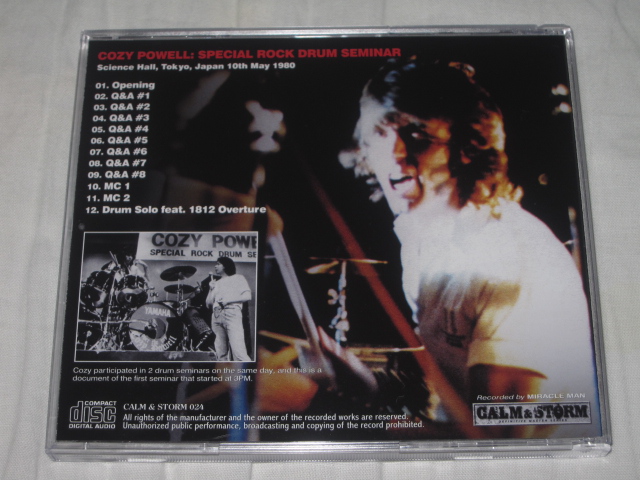 COZY POWELL: SPECIAL ROCK DRUM SEMINAR
Science Hall, Tokyo, Japan 10th May 1980
01. Opening
02. Q&A #1
03. Q&A #2
04. Q&A #3
05. Q&A #4
06. Q&A #5
07. Q&A #6
08. Q&A #7
09. Q&A #8
10. MC 1
11. MC 2
12. Drum Solo feat. 1812 Overture
COZY POWE
SPECIAL ROCK DRUM SE
YAMAHA
Cozy participated in 2 drum seminars on the same day, and this is a
document of the first seminar that started at 3PM.
COMPACT
disc
DIGITAL AUDIO
CALM & STORM 024
All rights of the manufacturer and the owner of the recorded works are reserved.
Unauthorized public performance, broadcasting and copying of the record prohibited.
Recorded by MIRACLE MAN
CALM & STORM